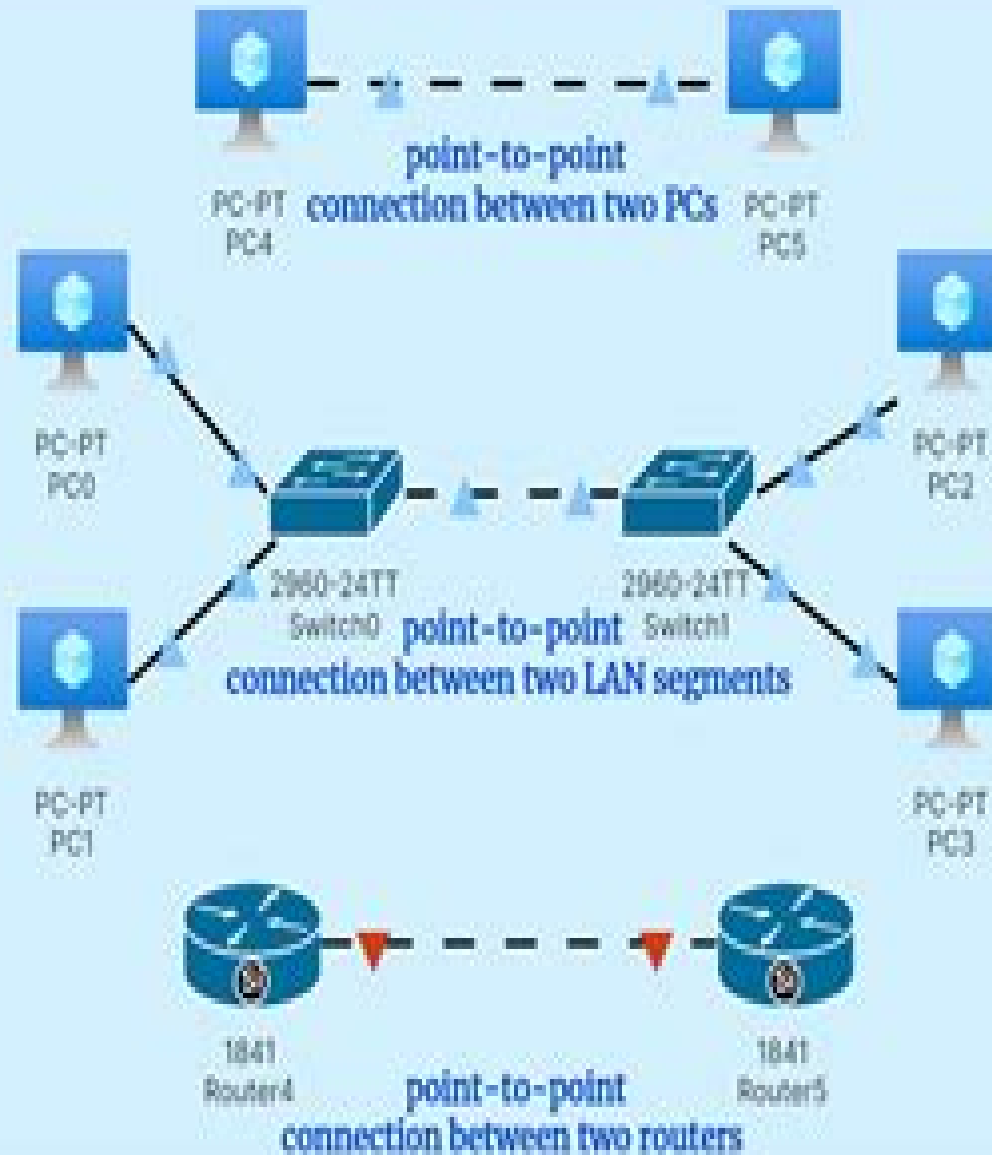 point-to-point
connection between two PCs
PC-PT
PC4
PC-PT
PC5
PC-PT
PC0
PC-PT
PC2
2960-24TT
Switch0
2960-24TT
Switch1
point-to-point
connection between two LAN segments
PC-PT
PC1
PC-PT
PC3
1841
Router4
1841
Router5
point-to-point
connection between two routers